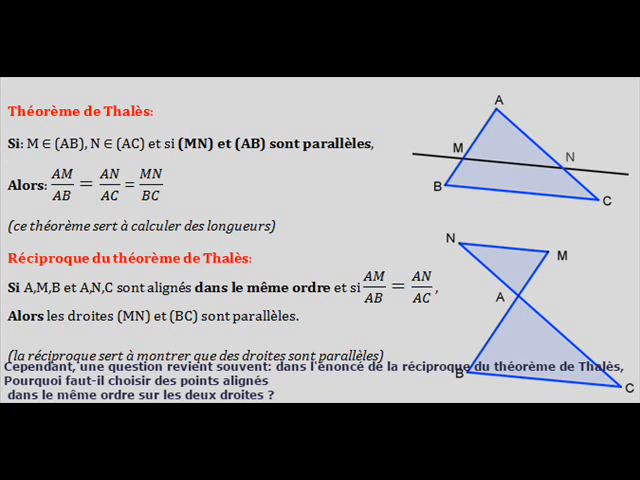 Théorème de Thalès:
Si: M ∈ (AB), N ∈ (AC) et si (MN) et (AB) sont parallèles,
Alors: AM/AB = AN/AC = MN/BC
(ce théorème sert à calculer des longueurs)
Réciproque du théorème de Thalès:
Si A,M,B et A,N,C sont alignés dans le même ordre et si AM/AB = AN/AC ,
Alors les droites (MN) et (BC) sont parallèles.
(la réciproque sert à montrer que des droites sont parallèles)
Cependant, une question revient souvent: dans l'énoncé de la réciproque du théorème de Thalès,
Pourquoi faut-il choisir des points alignés
dans le même ordre sur les deux droites ?
A
M
N
B
C
N
M
A
B
C